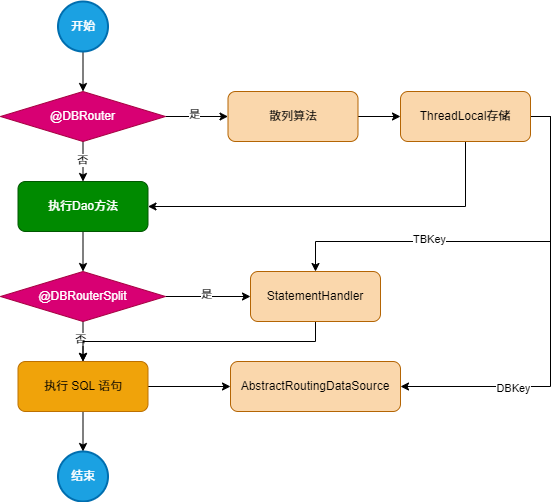 开始
@DBRouter
是
散列算法
ThreadLocal存储
否
执行Dao方法
TBKey
@DBRouterSplit
是
StatementHandler
否
执行 SQL 语句
AbstractRoutingDataSource
DBKey
结束